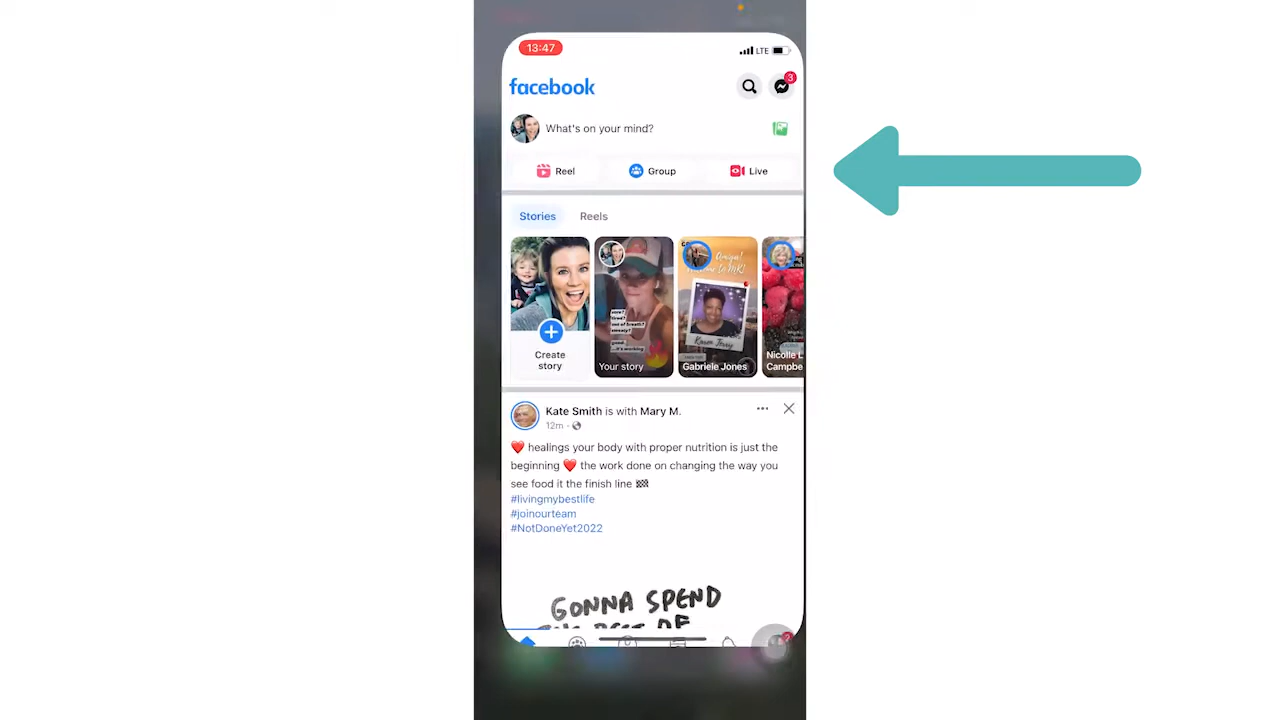 13:47
LTE
facebook
3
What's on your mind?
Reel
Group
Live
Stories
Reels
Create
story
Your story
Gabriele Jones
Nicolle L
Campbe
Kate Smith is with Mary M.
12m
❤️ healings your body with proper nutrition is just the
beginning ❤️ the work done on changing the way you
see food it the finish line 🏁
#livingmybestlife
#joinourteam
#NotDoneYet2022
GONNA SPEND